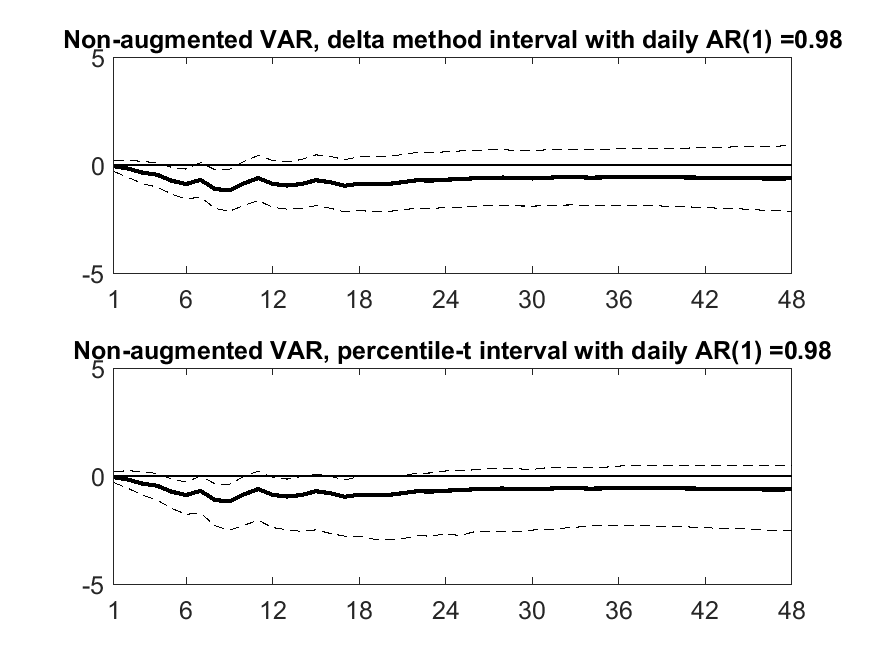 Non-augmented VAR, delta method interval with daily AR(1) =0.98
5
0
-5
1 6 12 18 24 30 36 42 48
Non-augmented VAR, percentile-t interval with daily AR(1) =0.98
5
0
-5
1 6 12 18 24 30 36 42 48